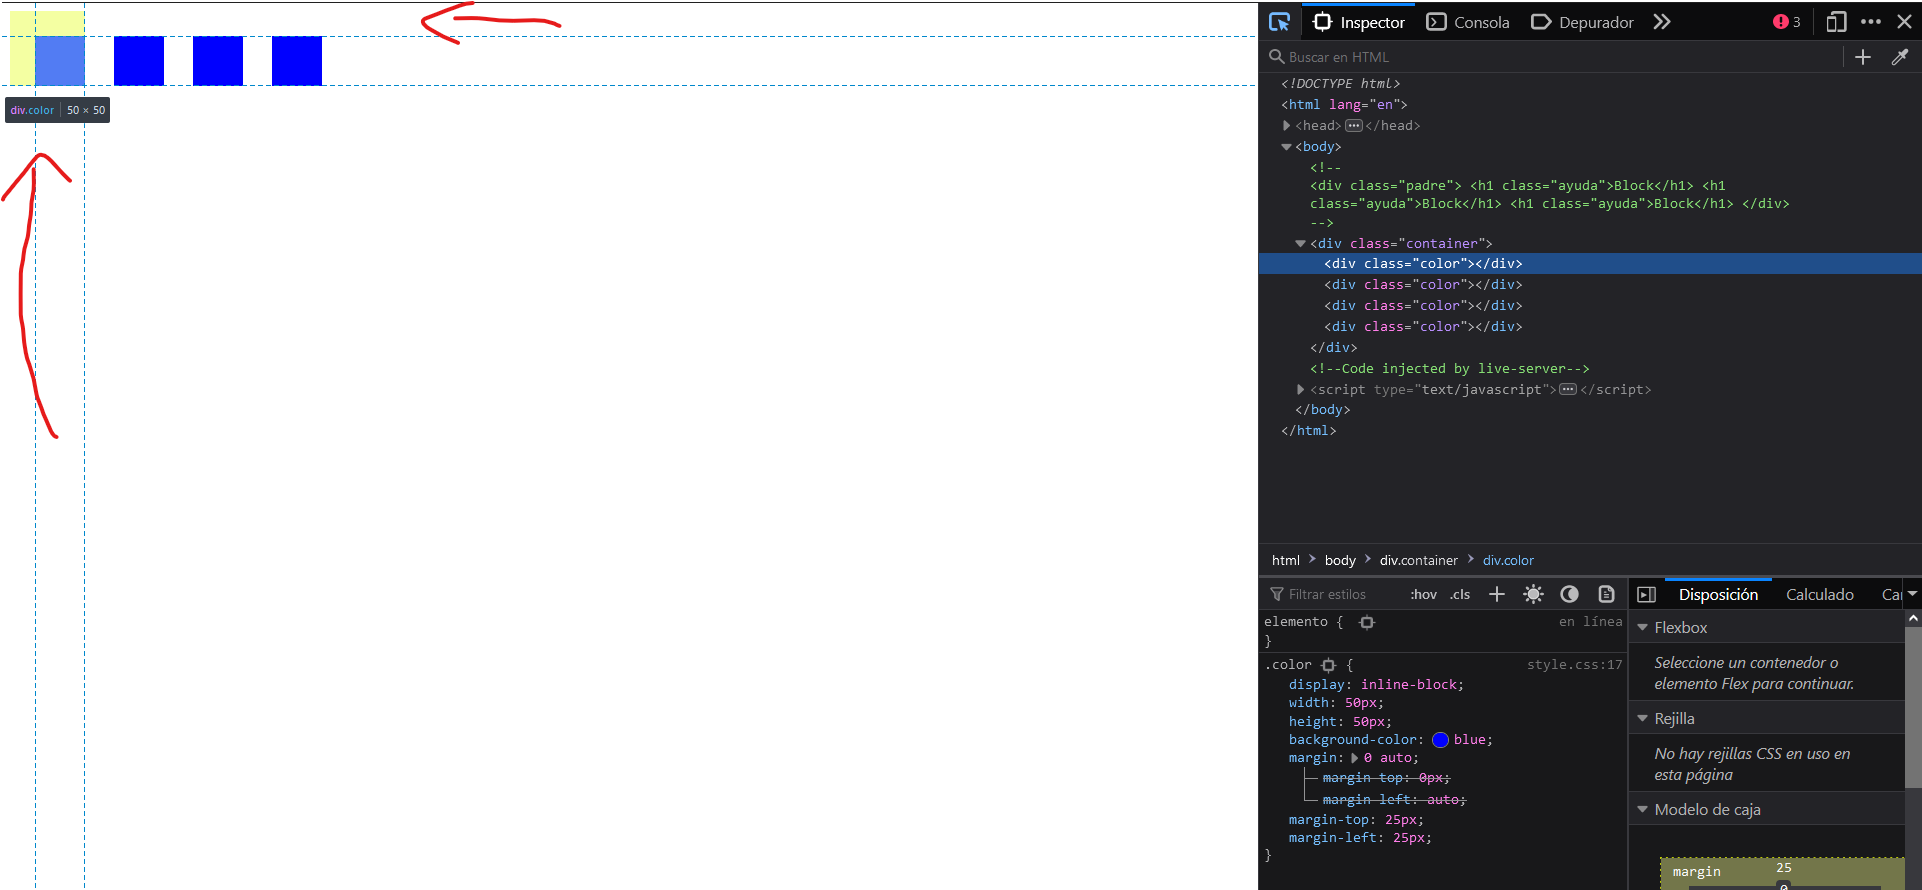 Inspector
Consola
Depurador
3
Buscar en HTML
<!DOCTYPE html>
<html lang="en">
<head> </head>
<body>
<!--
<div class="padre"> <h1 class="ayuda">Block</h1> <h1
class="ayuda">Block</h1> <h1 class="ayuda">Block</h1> </div>
-->
<div class="container">
<div class="color"></div>
<div class="color"></div>
<div class="color"></div>
<div class="color"></div>
</div>
<!--Code injected by live-server-->
<script type="text/javascript"> </script>
</body>
</html>
div.color 50 × 50
html > body > div.container > div.color
Filtrar estilos
:hov .cls
elemento { en línea
}
.color { style.css:17
display: inline-block;
width: 50px;
height: 50px;
background-color: blue;
margin: 0 auto;
margin-top: 0px;
margin-left: auto;
margin-top: 25px;
margin-left: 25px;
}
Disposición Calculado
Flexbox
Seleccione un contenedor o
elemento Flex para continuar.
Rejilla
No hay rejillas CSS en uso en
esta página
Modelo de caja
margin 25
0